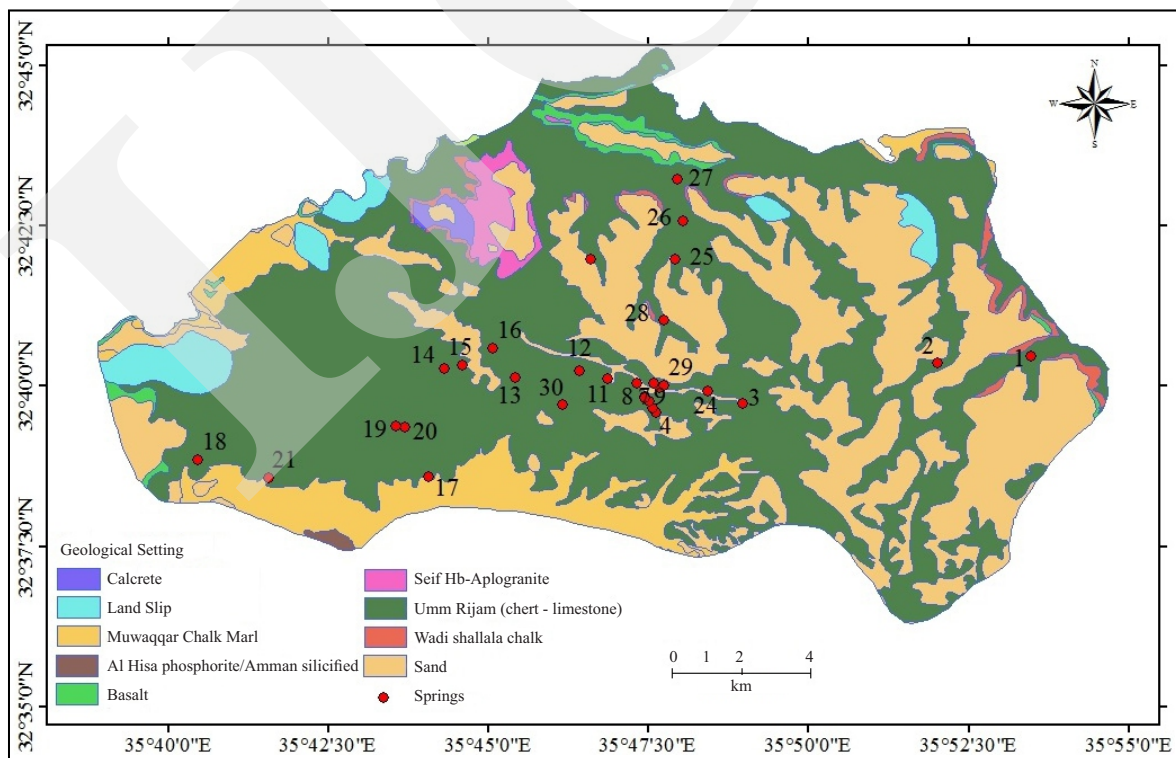 32°45'0"N
32°42'30"N
32°40'0"N
32°37'30"N
32°35'0"N
N
W E
S
27
26
25
28
16
12
29
2
1
14
15
13
30
11
8
9
24
3
4
19
20
18
21
17
Geological Setting
Calcrete
Land Slip
Muwaqqar Chalk Marl
Al Hisa phosphorite/Amman silicified
Basalt
Seif Hb-Aplogranite
Umm Rijam (chert - limestone)
Wadi shallala chalk
Sand
Springs
0 1 2 4
km
35°40'0"E 35°42'30"E 35°45'0"E 35°47'30"E 35°50'0"E 35°52'30"E 35°55'0"E